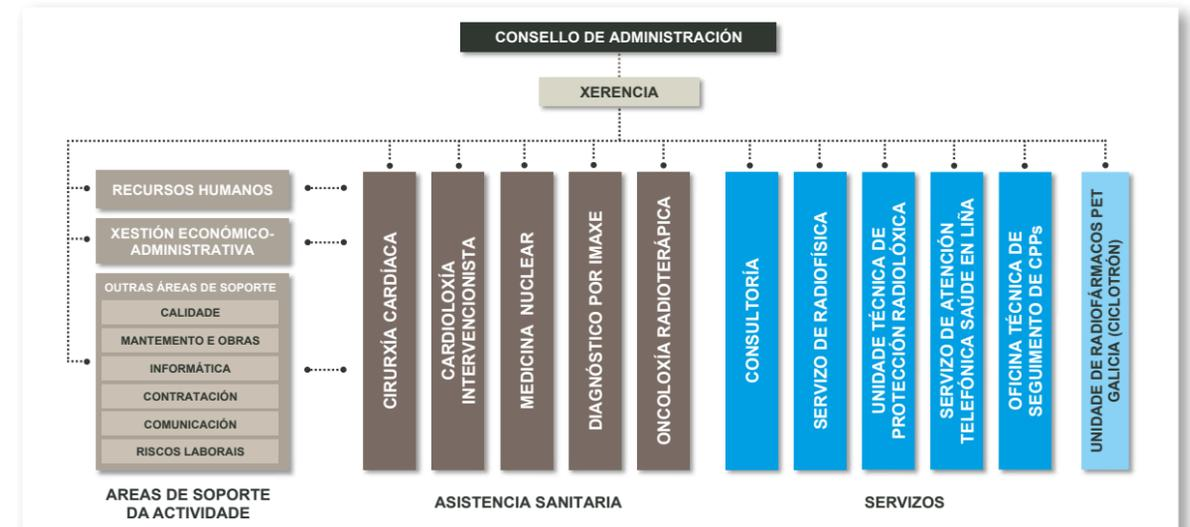 CONSELLO DE ADMINISTRACIÓN
XERENCIA
RECURSOS HUMANOS
XESTIÓN ECONÓMICO-
ADMINISTRATIVA
OUTRAS ÁREAS DE SOPORTE
CALIDADE
MANTEMENTO E OBRAS
INFORMÁTICA
CONTRATACIÓN
COMUNICACIÓN
RISCOS LABORAIS
AREAS DE SOPORTE
DA ACTIVIDADE
CIRURXÍA CARDÍACA
CARDIOLOXÍA
INTERVENCIONISTA
MEDICINA NUCLEAR
DIAGNÓSTICO POR IMAXE
ONCOLOXÍA RADIOTERÁPICA
ASISTENCIA SANITARIA
CONSULTORÍA
SERVIZO DE RADIOFÍSICA
UNIDADE TÉCNICA DE
PROTECCIÓN RADIOLÓXICA
SERVIZO DE ATENCIÓN
TELEFÓNICA SAÚDE EN LIÑA
OFICINA TÉCNICA DE
SEGUIMENTO DE CPPs
SERVIZOS
UNIDADE DE RADIOFÁRMACOS PET
GALICIA (CICLOTRÓN)